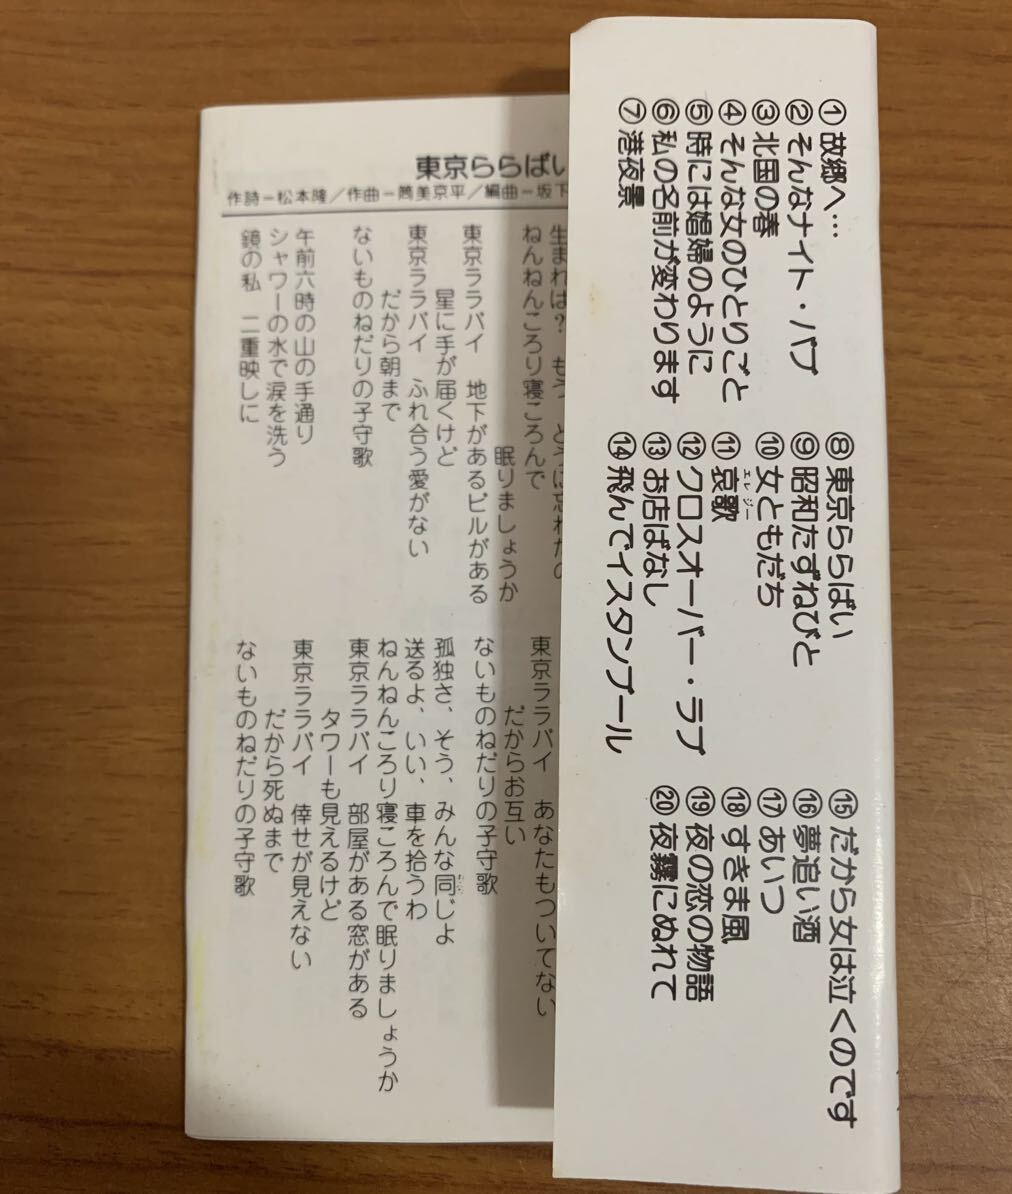 ①故郷へ…
②そんなナイト・パブ
③北国の春
④そんな女のひとりごと
⑤時には娼婦のように
⑥私の名前が変わります
⑦港夜景
⑧東京ららばい
⑨昭和たずねびと
⑩女ともだち
⑪哀歌
エレジー
⑫クロスオーバー・ラブ
⑬お店ばなし
⑭飛んでイスタンブール
⑮だから女は泣くのです
⑯夢追い酒
⑰あいつ
⑱すきま風
⑲夜の恋の物語
⑳夜霧にぬれて
東京ららばい
作詩－松本隆／作曲－筒美京平／編曲－坂下
生まれは？　もう　とうに忘れたの
ねんねんころり寝ころんで
眠りましょうか
東京ララバイ　地下があるビルがある
星に手が届くけど
東京ララバイ　ふれ合う愛がない
だから朝まで
ないものねだりの子守歌
午前六時の山の手通り
シャワーの水で涙を洗う
鏡の私　二重映しに
東京ララバイ　あなたもついてない
だからお互い
ないものねだりの子守歌
孤独さ、そう、みんな同じよ
送るよ、いい、車を拾うわ
ねんねんころり寝ころんで眠りましょうか
東京ララバイ　部屋がある窓がある
タワーも見えるけど
東京ララバイ　倖せが見えない
だから死ぬまで
ないものねだりの子守歌